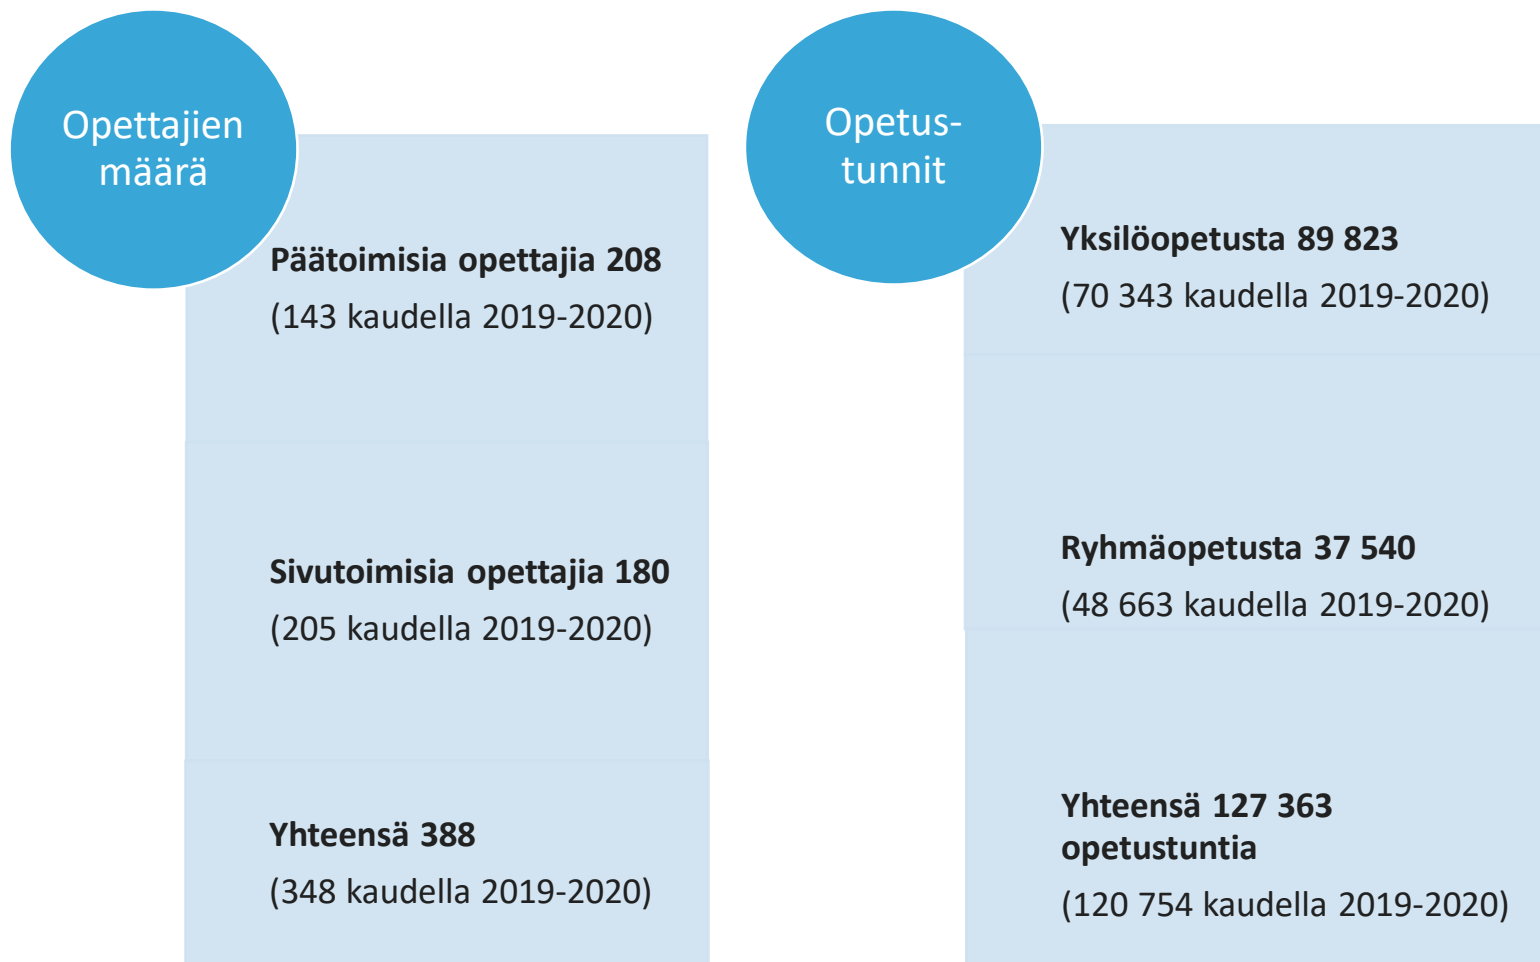 Opettajien
määrä
Päätoimisia opettajia 208
(143 kaudella 2019-2020)
Sivutoimisia opettajia 180
(205 kaudella 2019-2020)
Yhteensä 388
(348 kaudella 2019-2020)
Opetus-
tunnit
Yksilöopetusta 89 823
(70 343 kaudella 2019-2020)
Ryhmäopetusta 37 540
(48 663 kaudella 2019-2020)
Yhteensä 127 363
opetustuntia
(120 754 kaudella 2019-2020)